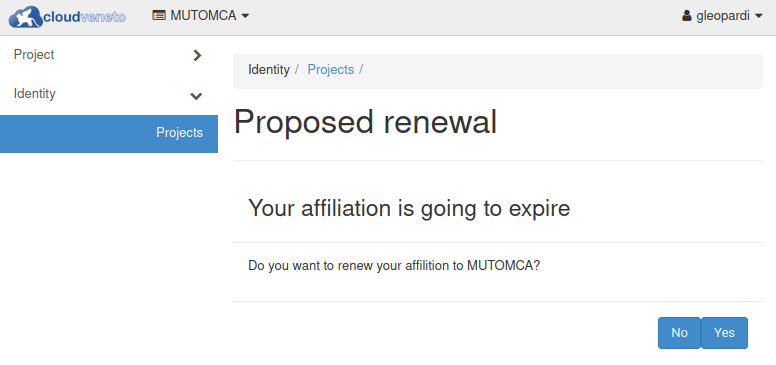 cloudveneto MUTOMCA gleopardi
Project
Identity
Projects
Identity / Projects /
Proposed renewal
Your affiliation is going to expire
Do you want to renew your affilition to MUTOMCA?
No Yes